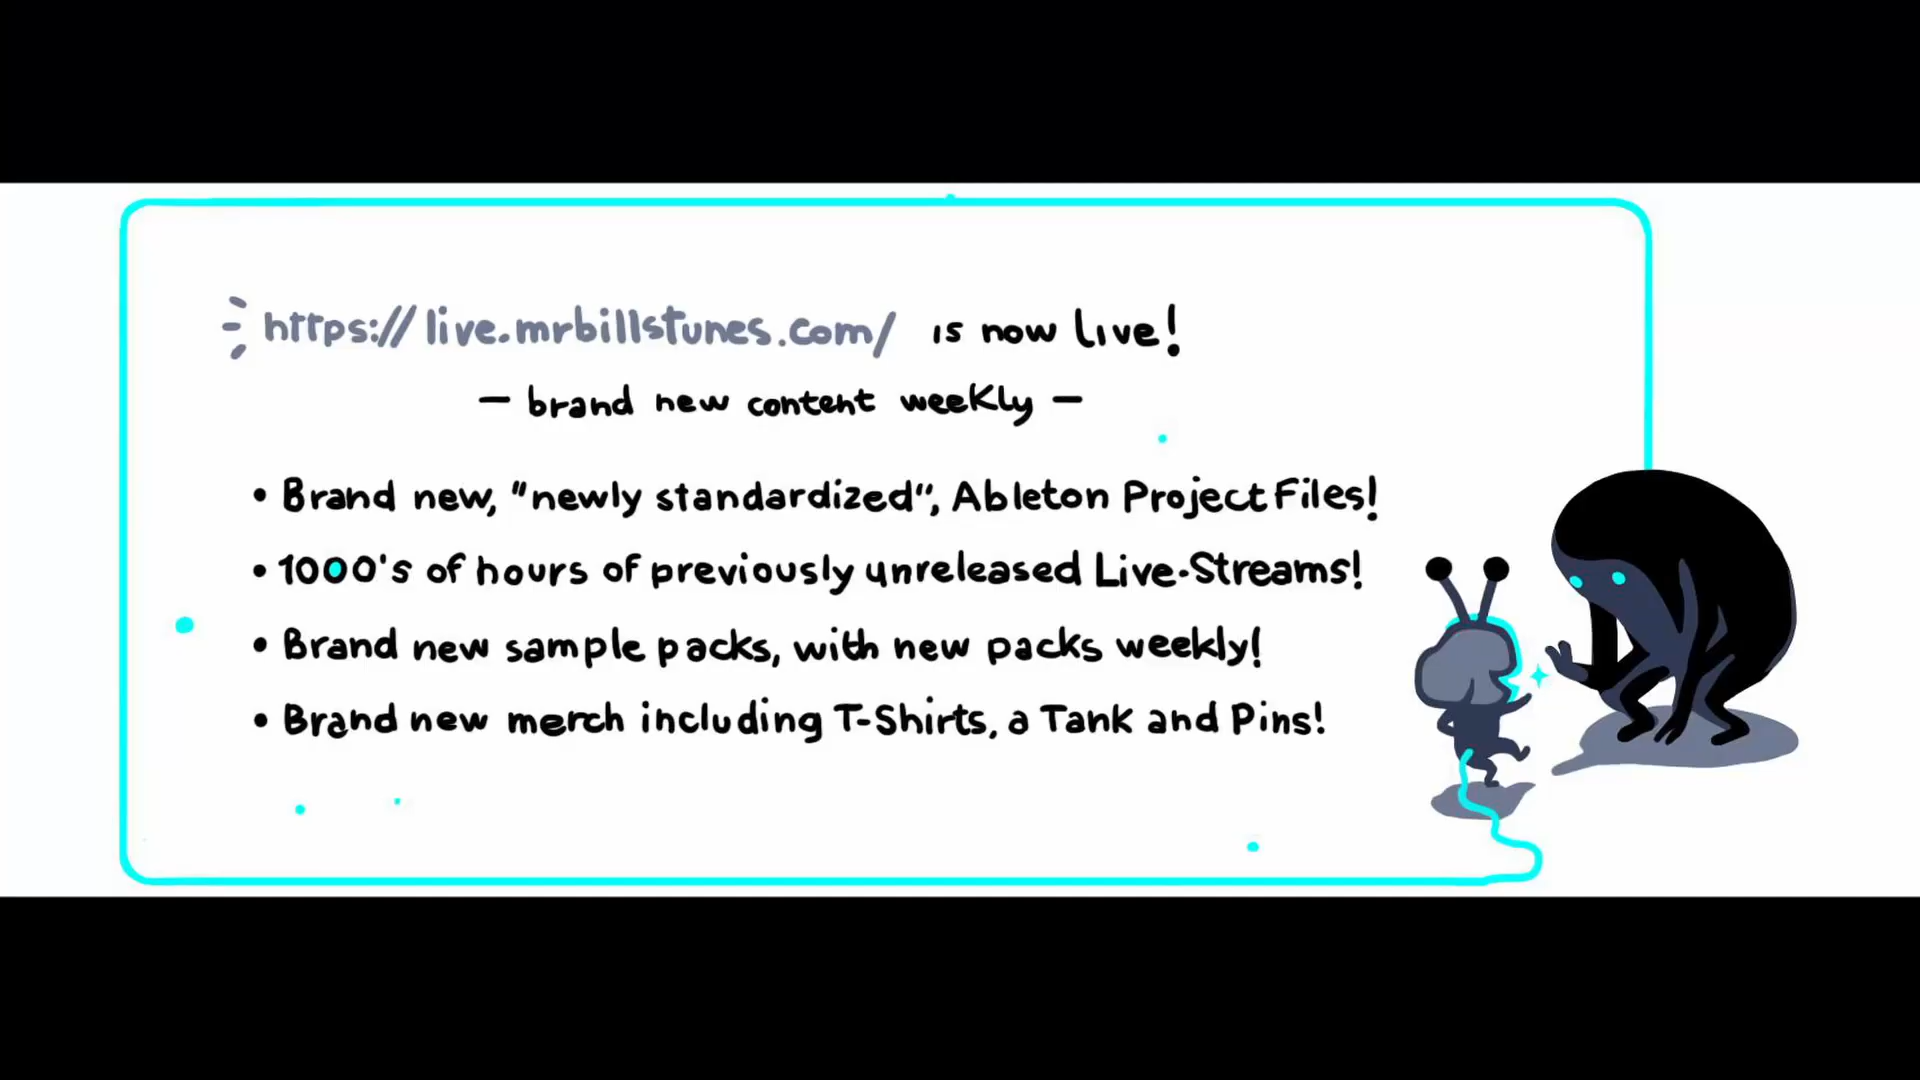 https://live.mrbillstunes.com/ is now live!
— brand new content weekly —
• Brand new, "newly standardized", Ableton Project Files!
• 1000's of hours of previously unreleased Live-Streams!
• Brand new sample packs, with new packs weekly!
• Brand new merch including T-Shirts, a Tank and Pins!